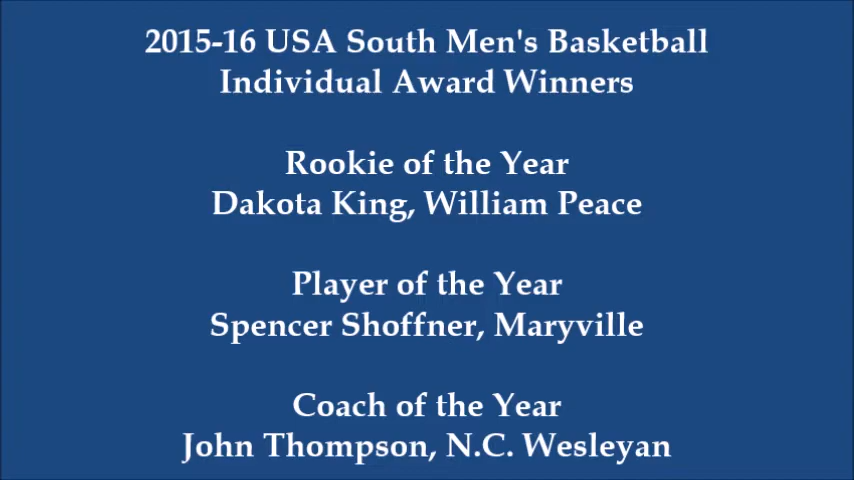 2015-16 USA South Men's Basketball
Individual Award Winners
Rookie of the Year
Dakota King, William Peace
Player of the Year
Spencer Shoffner, Maryville
Coach of the Year
John Thompson, N.C. Wesleyan